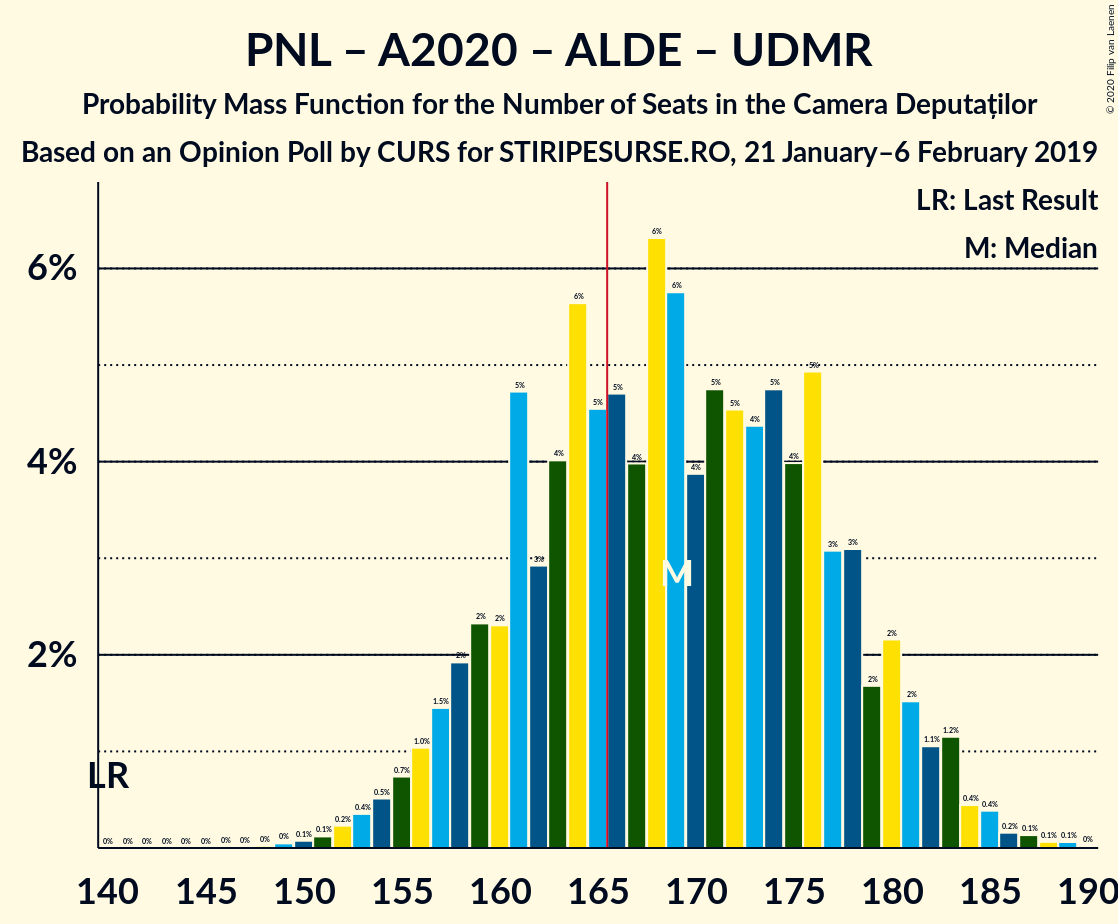 PNL – A2020 – ALDE – UDMR
Probability Mass Function for the Number of Seats in the Camera Deputaților
Based on an Opinion Poll by CURS for STIRIPESURSE.RO, 21 January–6 February 2019
© 2020 Filip van Laenen
LR: Last Result
M: Median
6%
4%
2%
LR
M
0% 0% 0% 0% 0% 0% 0% 0% 0% 0% 0.1% 0.1% 0.2% 0.4% 0.5% 0.7% 1.0% 1.5% 2% 2% 2% 5% 3% 4% 6% 5% 5% 4% 6% 6% 4% 5% 5% 4% 5% 4% 5% 3% 3% 2% 2% 2% 1.1% 1.2% 0.4% 0.4% 0.2% 0.1% 0.1% 0.1% 0%
140 145 150 155 160 165 170 175 180 185 190